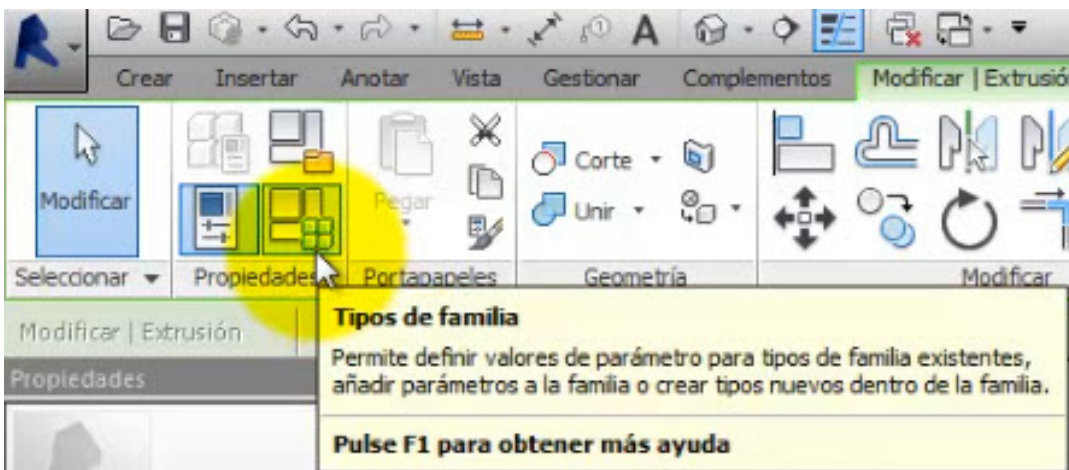 Crear Insertar Anotar Vista Gestionar Complementos Modificar | Extrusió
Modificar
Pegar
Corte
Unir
Seleccionar Propiedades Portapapeles Geometría Modificar
Modificar | Extrusión
Propiedades
Tipos de familia
Permite definir valores de parámetro para tipos de familia existentes,
añadir parámetros a la familia o crear tipos nuevos dentro de la familia.
Pulse F1 para obtener más ayuda